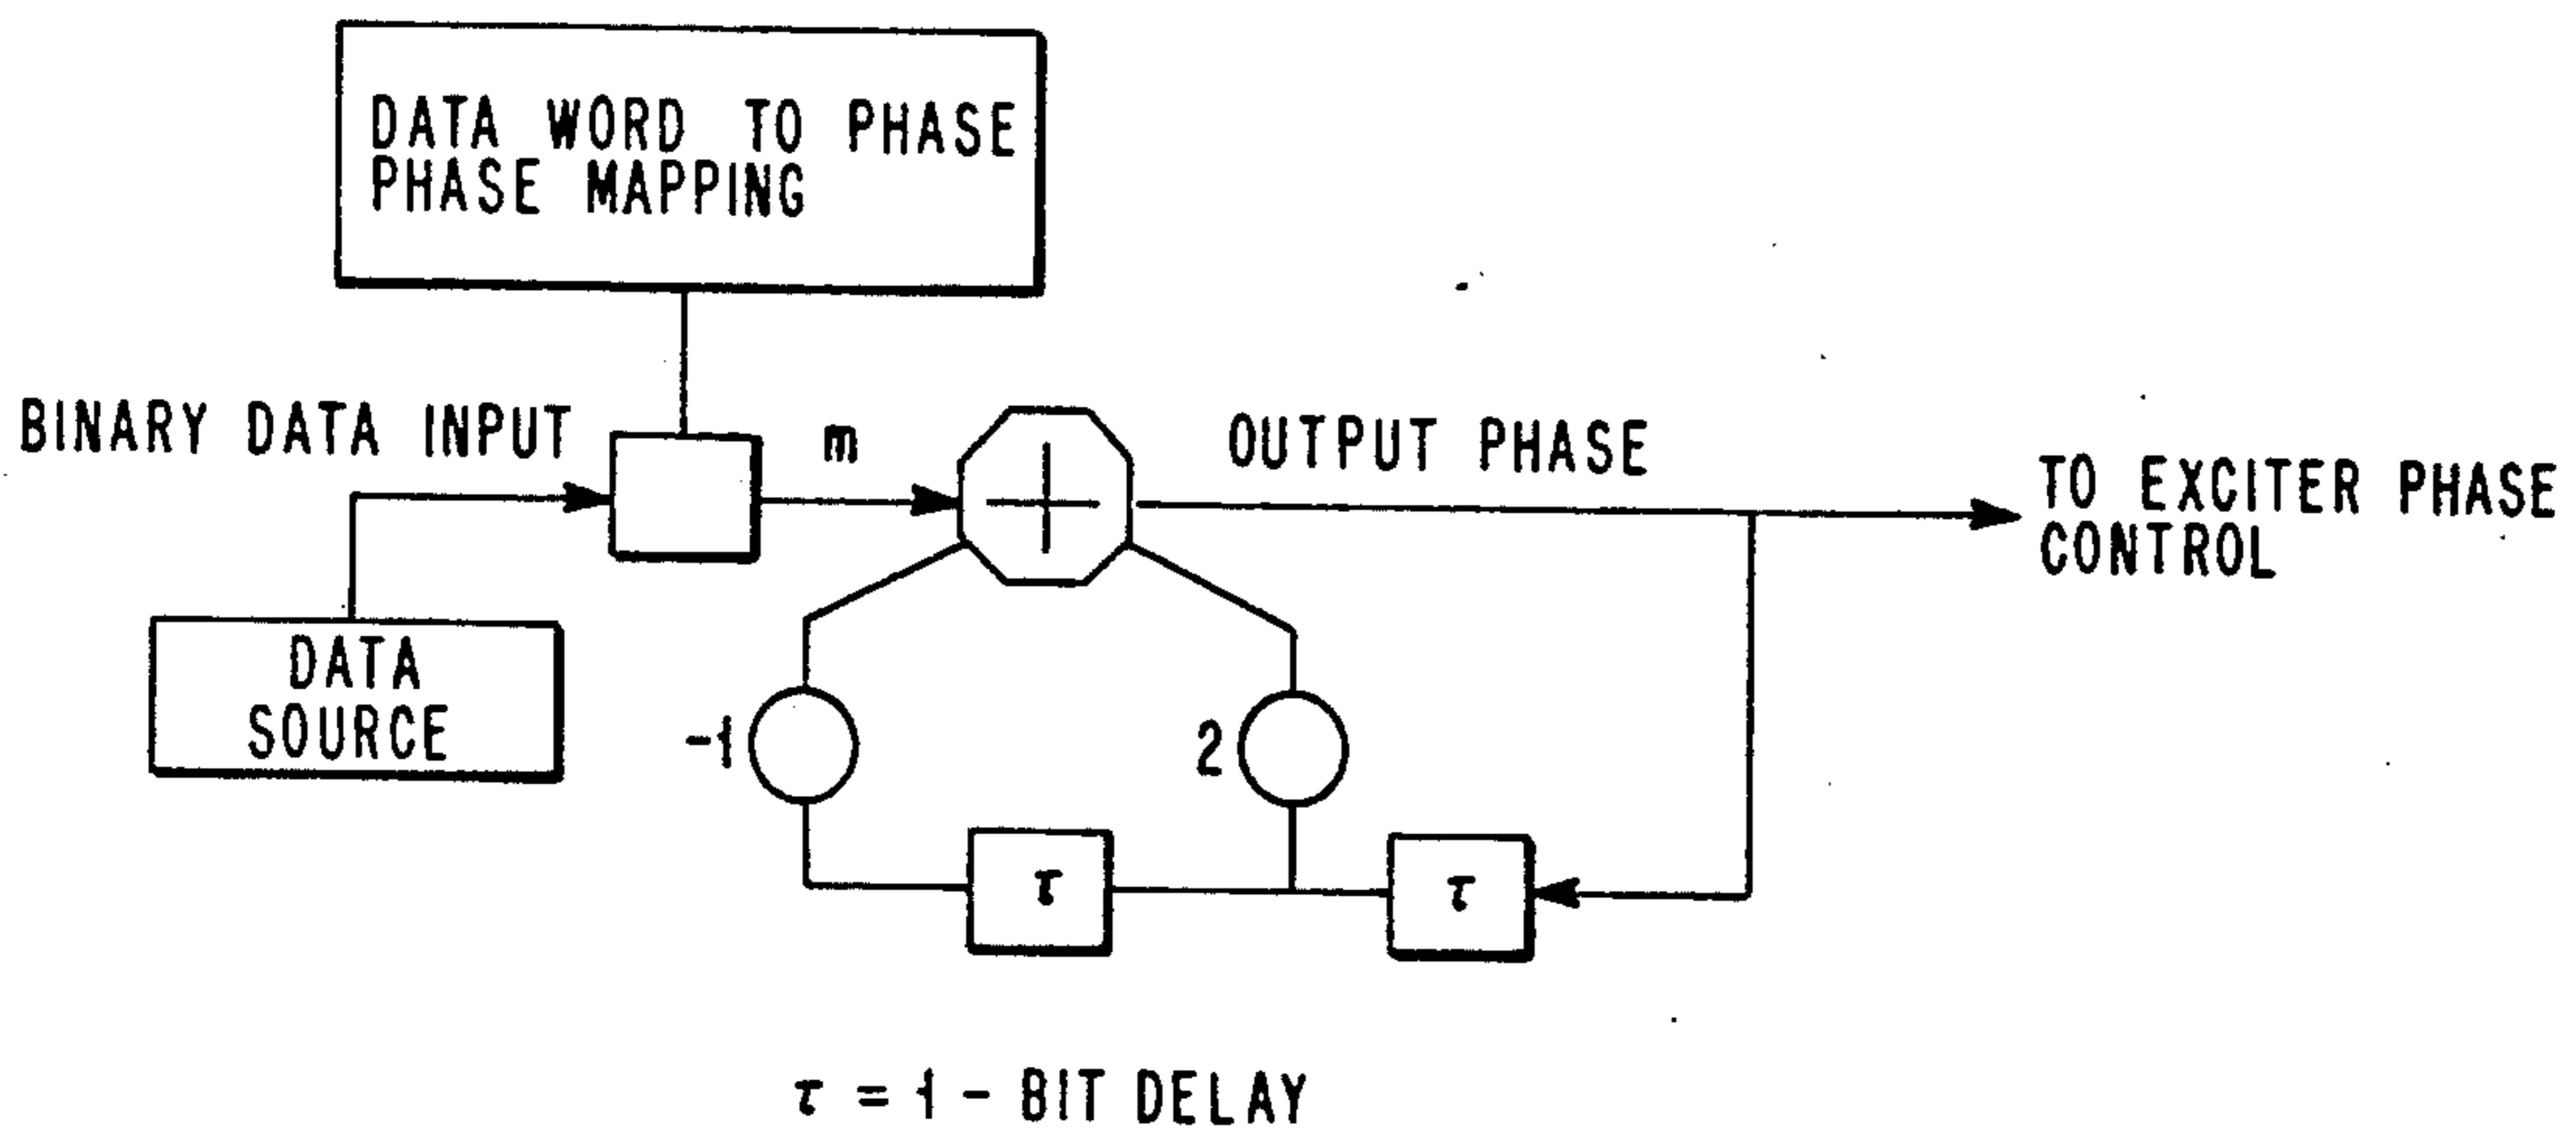 DATA WORD TO PHASE
PHASE MAPPING
BINARY DATA INPUT
m
OUTPUT PHASE
TO EXCITER PHASE
CONTROL
DATA
SOURCE
-1
2
τ
τ
τ = 1 - BIT DELAY